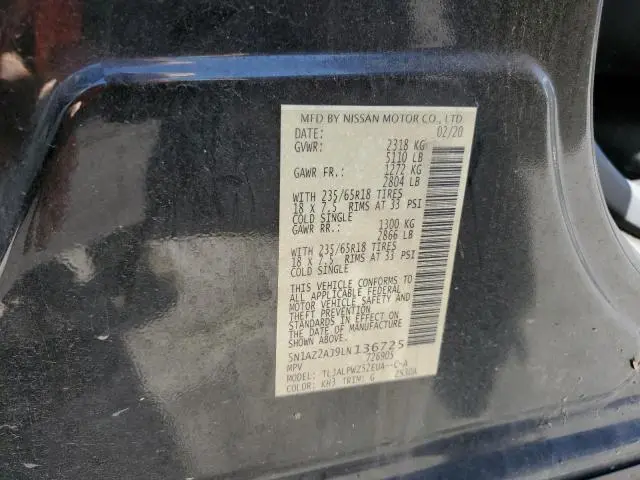 MFD BY NISSAN MOTOR CO., LTD
DATE: 02/20
GVWR: 2318 KG
5110 LB
GAWR FR.: 1272 KG
2804 LB
WITH 235/65R18 TIRES
18 X 7.5 RIMS AT 33 PSI
COLD SINGLE
GAWR RR.: 1300 KG
2866 LB
WITH 235/65R18 TIRES
18 X 7.5 RIMS AT 33 PSI
COLD SINGLE
THIS VEHICLE CONFORMS TO
ALL APPLICABLE FEDERAL
MOTOR VEHICLE SAFETY AND
THEFT PREVENTION
STANDARDS IN EFFECT ON
THE DATE OF MANUFACTURE
SHOWN ABOVE.
5N1AZ2AJ9LN136725
MPV 726905
MODEL:
COLOR: KH3 TRIM: G